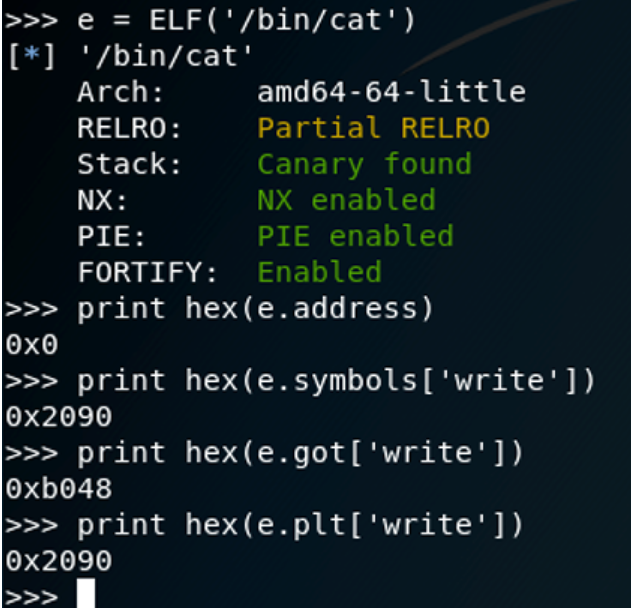 >>> e = ELF('/bin/cat')
[*] '/bin/cat'
    Arch:     amd64-64-little
    RELRO:    Partial RELRO
    Stack:    Canary found
    NX:       NX enabled
    PIE:      PIE enabled
    FORTIFY:  Enabled
>>> print hex(e.address)
0x0
>>> print hex(e.symbols['write'])
0x2090
>>> print hex(e.got['write'])
0xb048
>>> print hex(e.plt['write'])
0x2090
>>>